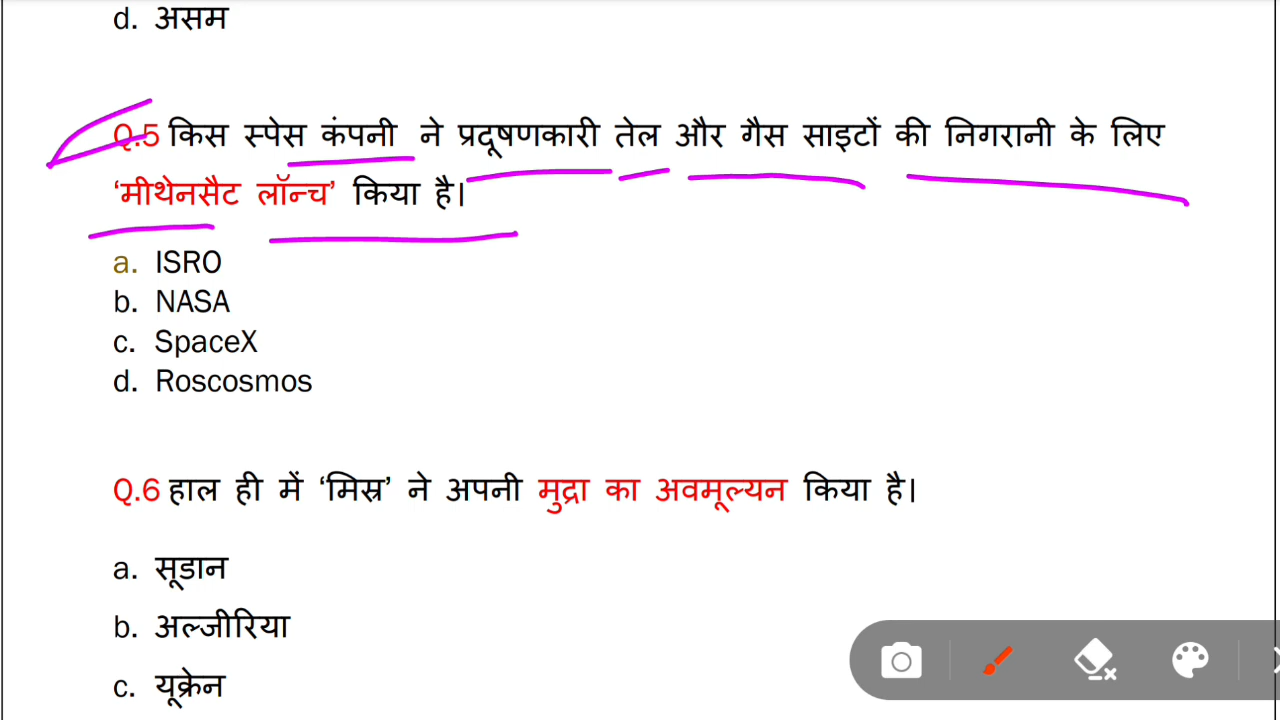 d. असम
Q.5 किस स्पेस कंपनी ने प्रदूषणकारी तेल और गैस साइटों की निगरानी के लिए
‘मीथेनसैट लॉन्च’ किया है।
a. ISRO
b. NASA
c. SpaceX
d. Roscosmos
Q.6 हाल ही में ‘मिस्र’ ने अपनी मुद्रा का अवमूल्यन किया है।
a. सूडान
b. अल्जीरिया
c. यूक्रेन